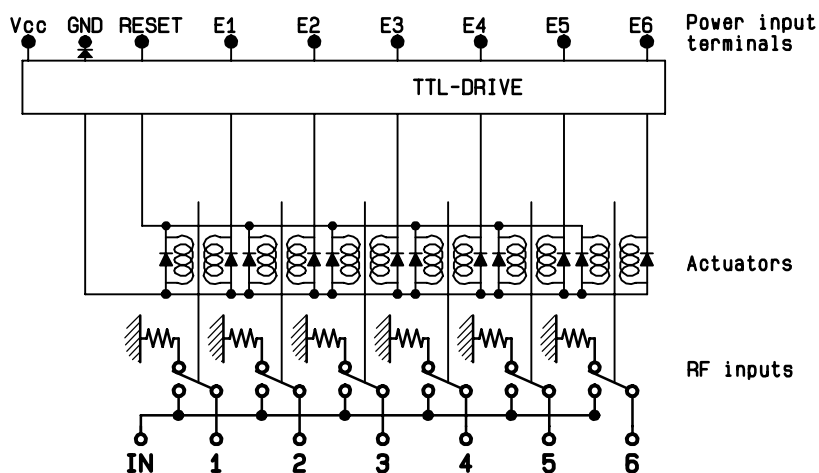 Vcc GND RESET E1 E2 E3 E4 E5 E6 Power input
terminals
TTL-DRIVE
Actuators
RF inputs
IN 1 2 3 4 5 6